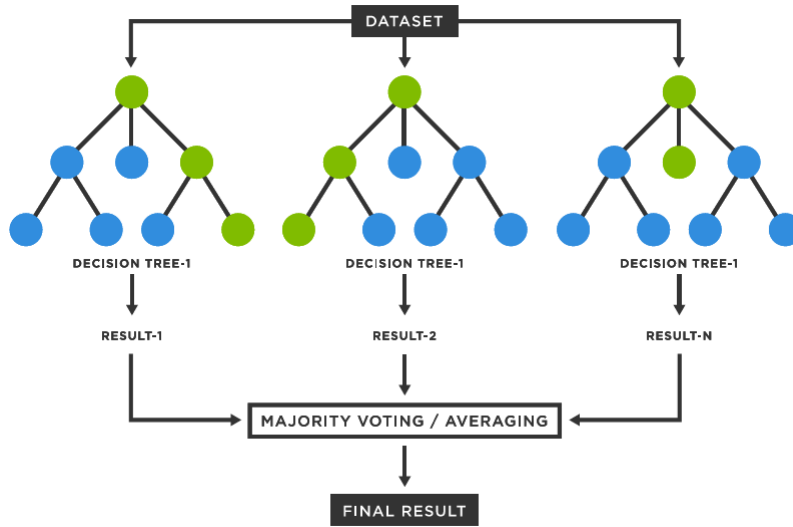 DATASET
DECISION TREE-1
DECISION TREE-1
DECISION TREE-1
RESULT-1
RESULT-2
RESULT-N
MAJORITY VOTING / AVERAGING
FINAL RESULT